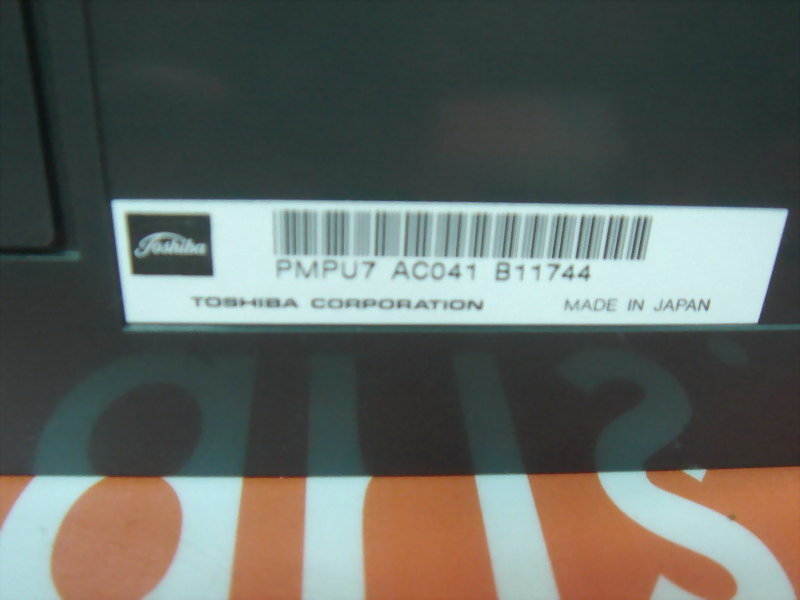 Toshiba
PMPU7 AC041 B11744
TOSHIBA CORPORATION MADE IN JAPAN